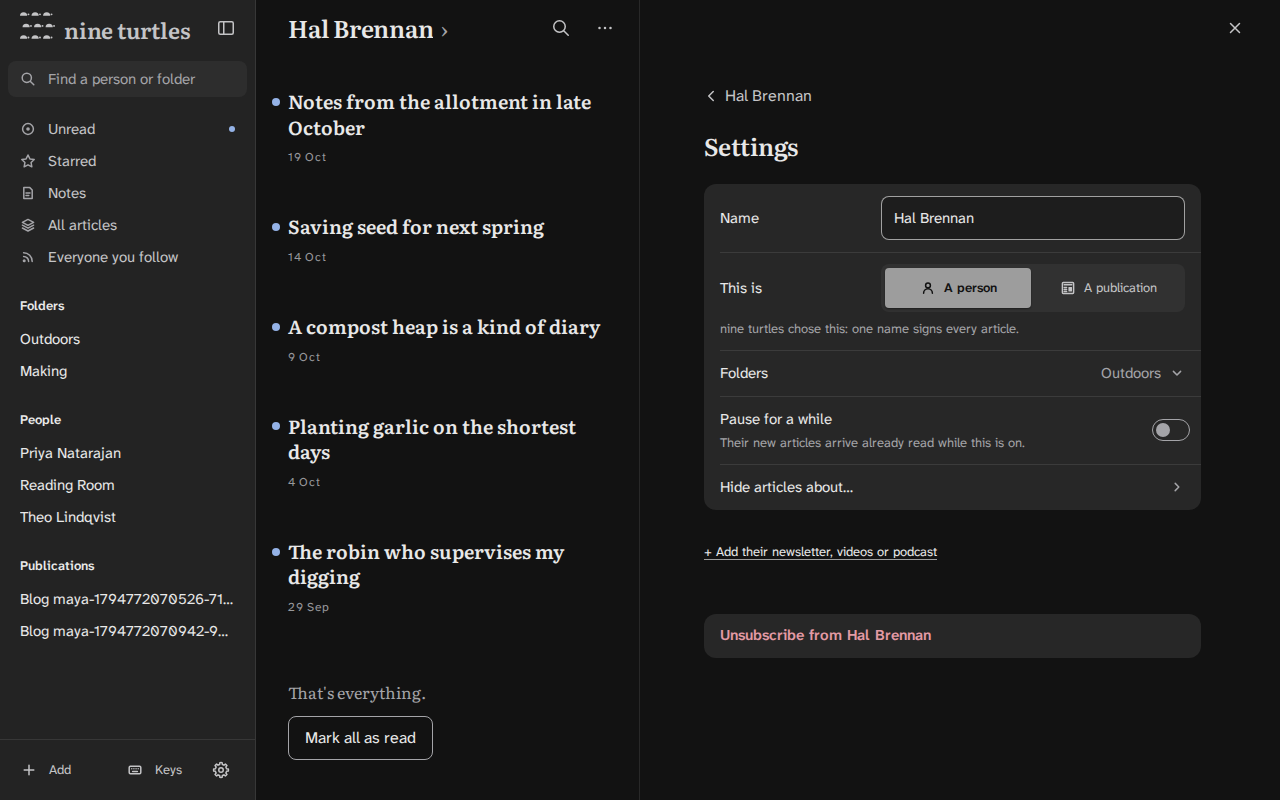 nine turtles
Find a person or folder
Unread
Starred
Notes
All articles
Everyone you follow
Folders
Outdoors
Making
People
Priya Natarajan
Reading Room
Theo Lindqvist
Publications
Blog maya-1794772070526-71...
Blog maya-1794772070942-9...
Add
Keys
Hal Brennan ›
Notes from the allotment in late
October
19 Oct
Saving seed for next spring
14 Oct
A compost heap is a kind of diary
9 Oct
Planting garlic on the shortest
days
4 Oct
The robin who supervises my
digging
29 Sep
That's everything.
Mark all as read
Hal Brennan
Settings
Name
Hal Brennan
This is
A person
A publication
nine turtles chose this: one name signs every article.
Folders
Outdoors
Pause for a while
Their new articles arrive already read while this is on.
Hide articles about...
+ Add their newsletter, videos or podcast
Unsubscribe from Hal Brennan